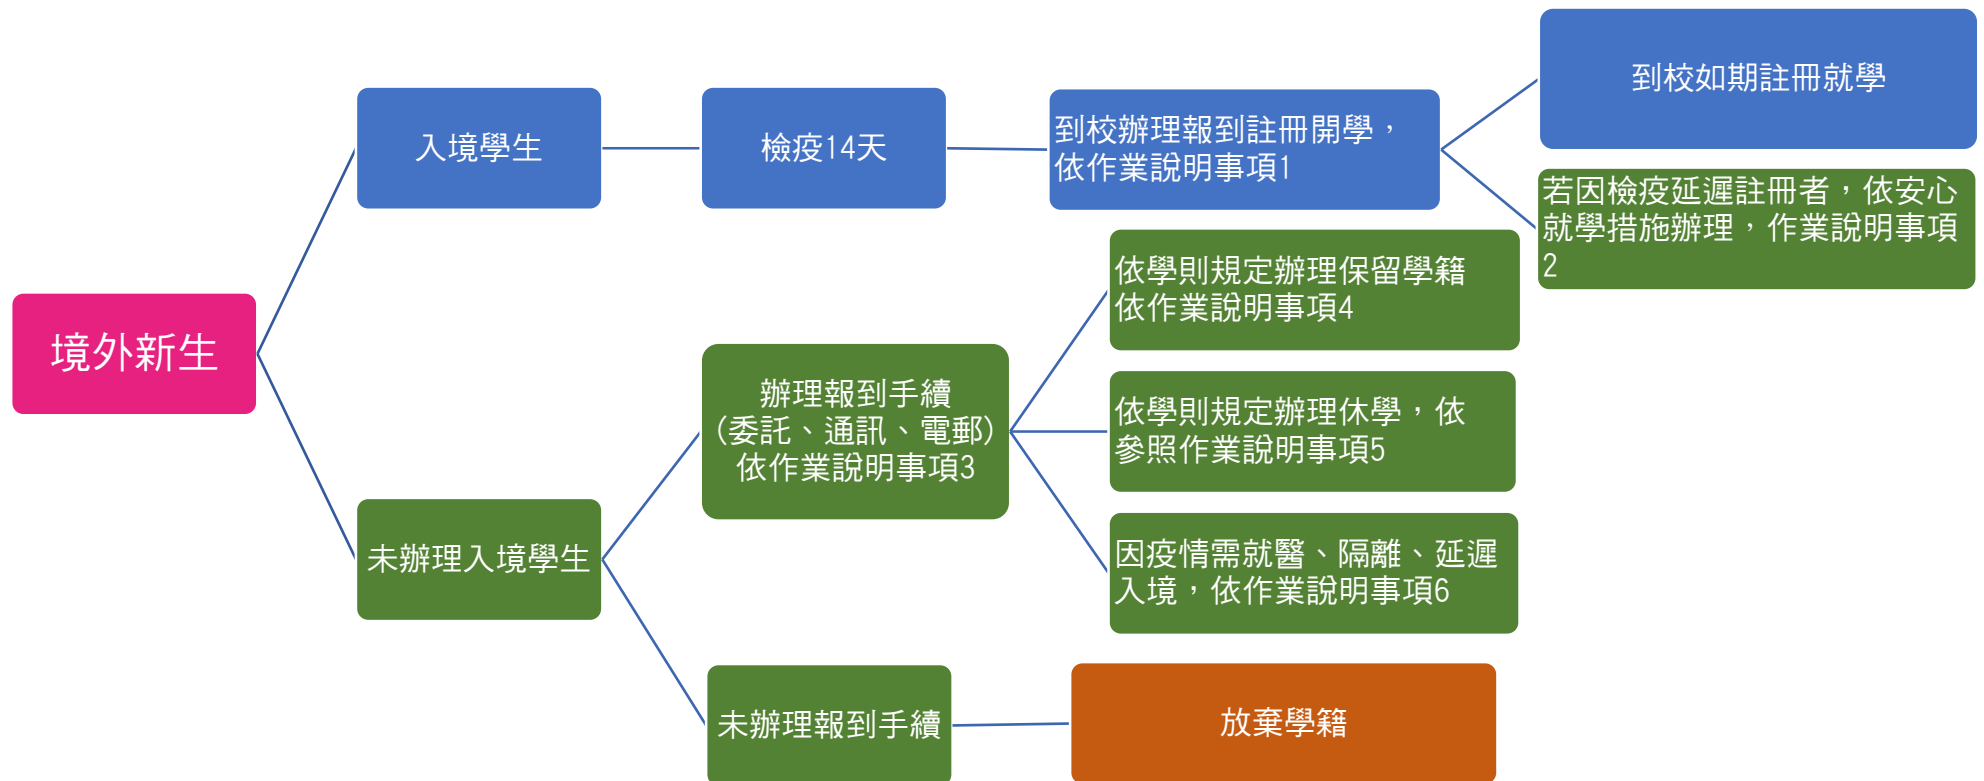 境外新生
入境學生
檢疫14天
到校辦理報到註冊開學，
依作業說明事項1
到校如期註冊就學
若因檢疫延遲註冊者，依安心
就學措施辦理，作業說明事項
2
未辦理入境學生
辦理報到手續
(委託、通訊、電郵)
依作業說明事項3
依學則規定辦理保留學籍
依作業說明事項4
依學則規定辦理休學，依
參照作業說明事項5
因疫情需就醫、隔離、延遲
入境，依作業說明事項6
未辦理報到手續
放棄學籍